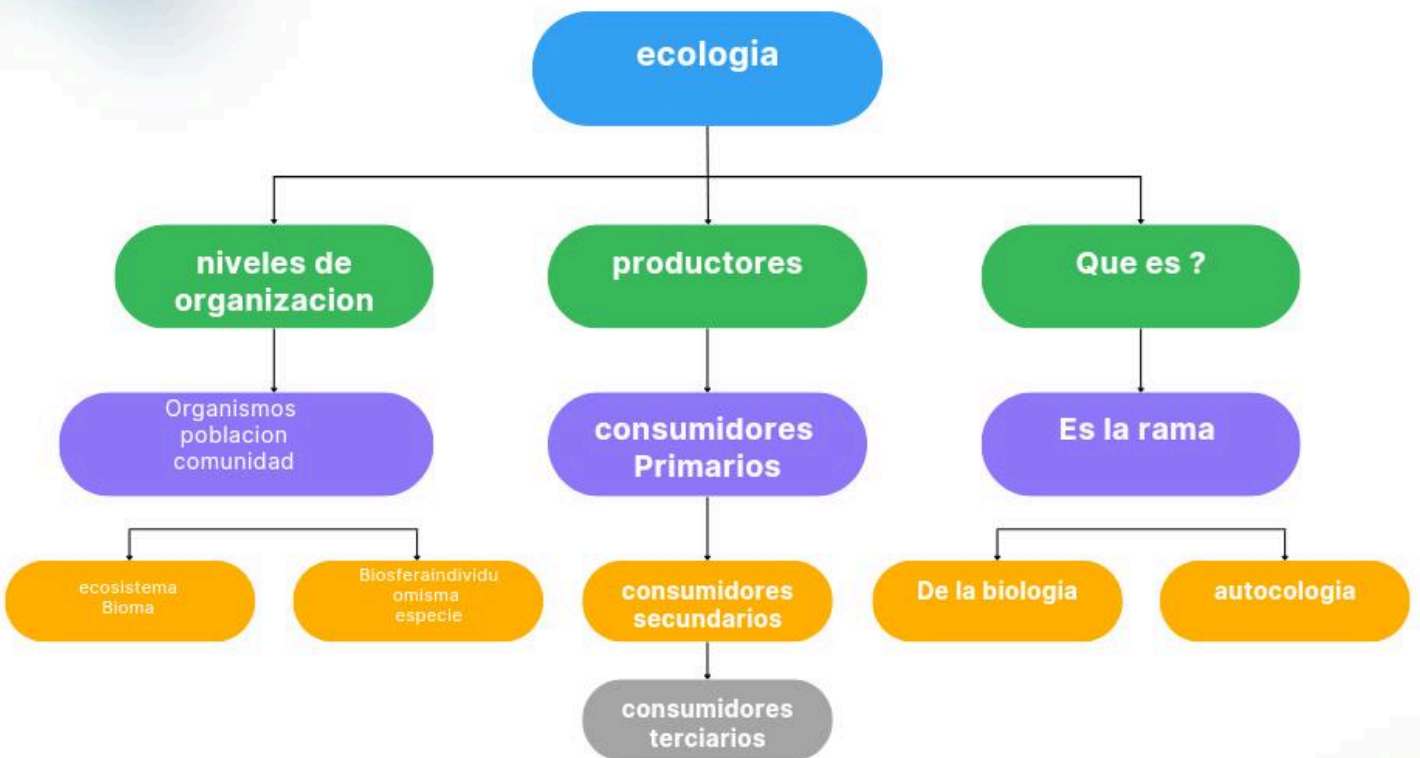 ecologia
niveles de
organizacion
productores
Que es ?
Organismos
poblacion
comunidad
consumidores
Primarios
Es la rama
ecosistema
Bioma
Biosferaindividu
omisma
especie
consumidores
secundarios
De la biologia
autocologia
consumidores
terciarios